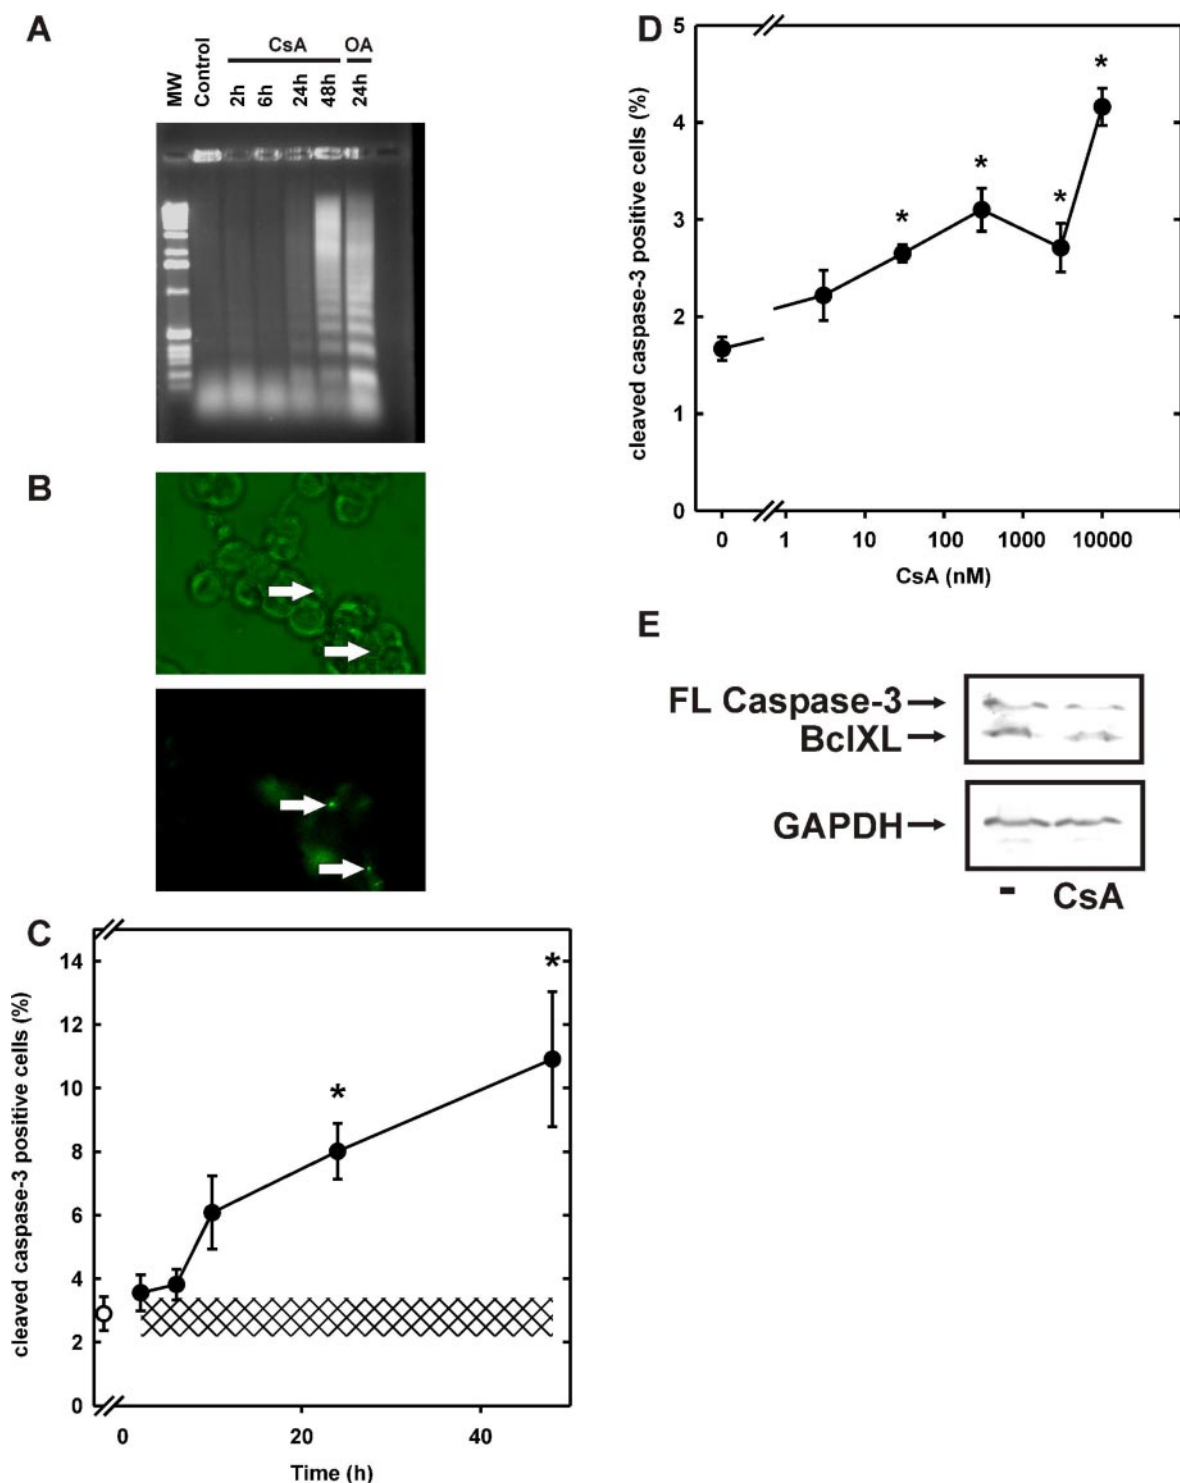 A
CsA OA
MW Control 2h 6h 24h 48h 24h
B
C
cleaved caspase-3 positive cells (%)
14
12
10
8
6
4
2
0
* *
0 20 40
Time (h)
D
cleaved caspase-3 positive cells (%)
5
4
3
2
1
0
* * * *
0 1 10 100 1000 10000
CsA (nM)
E
FL Caspase-3
BclXL
GAPDH
- CsA